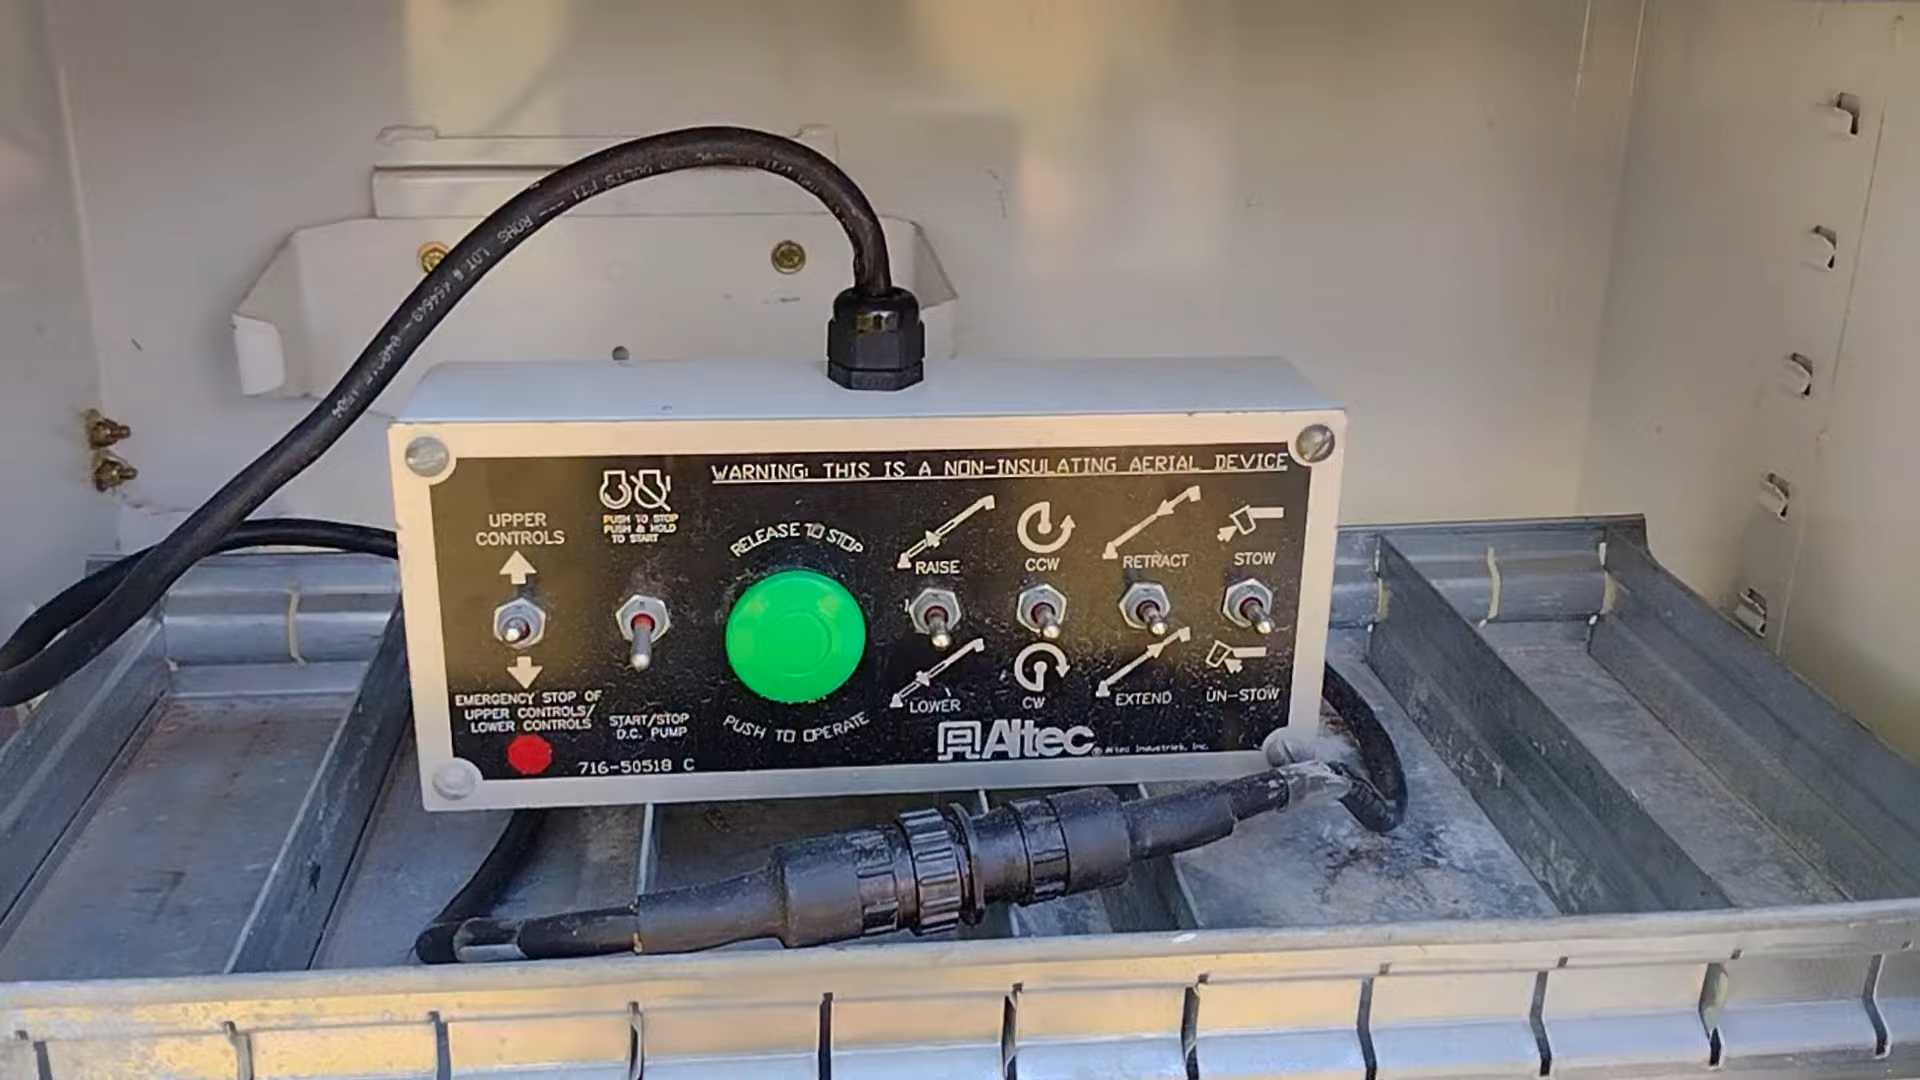 WARNING: THIS IS A NON-INSULATING AERIAL DEVICE
UPPER
CONTROLS
PUSH TO STOP
PUSH & HOLD
TO START
RELEASE TO STOP
RAISE
CCW
RETRACT
STOW
EMERGENCY STOP OF
UPPER CONTROLS/
LOWER CONTROLS
START/STOP
D.C. PUMP
PUSH TO OPERATE
LOWER
CW
EXTEND
UN-STOW
716-50518 C
Altec
Altec Industries, Inc.
ROHS LOT #